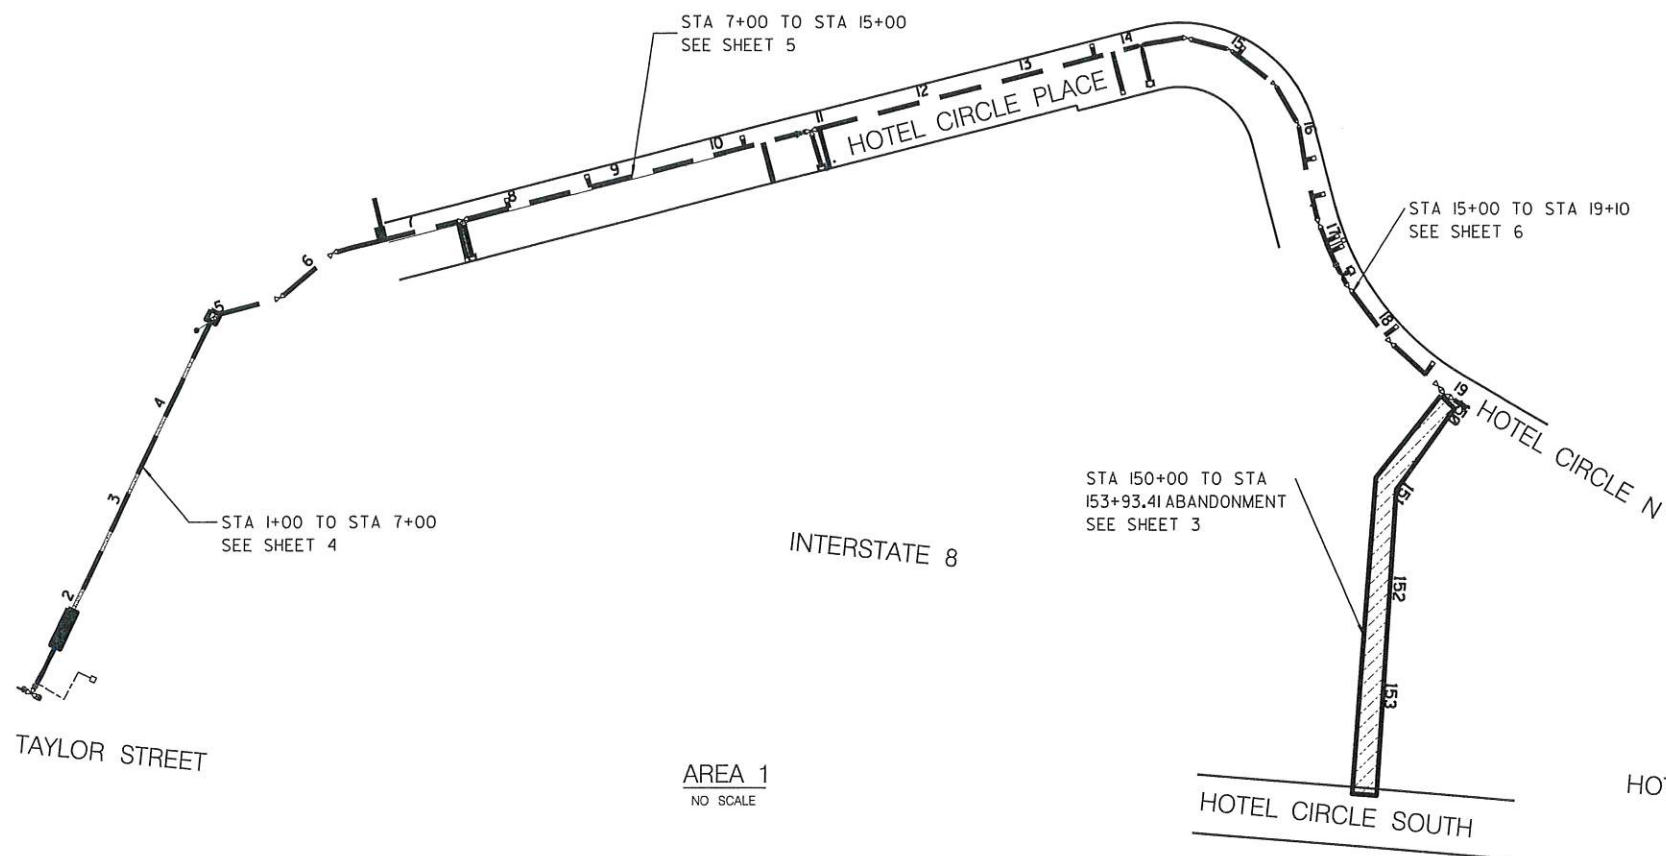 STA 7+00 TO STA 15+00
SEE SHEET 5
14
15
13
12
HOTEL CIRCLE PLACE
11
10
9
8
7
16
STA 15+00 TO STA 19+10
SEE SHEET 6
17
6
5
18
4
19
HOTEL CIRCLE N
STA 150+00 TO STA
153+93.41 ABANDONMENT
SEE SHEET 3
151
3
STA 1+00 TO STA 7+00
SEE SHEET 4
INTERSTATE 8
2
152
153
TAYLOR STREET
AREA 1
NO SCALE
HOT
HOTEL CIRCLE SOUTH